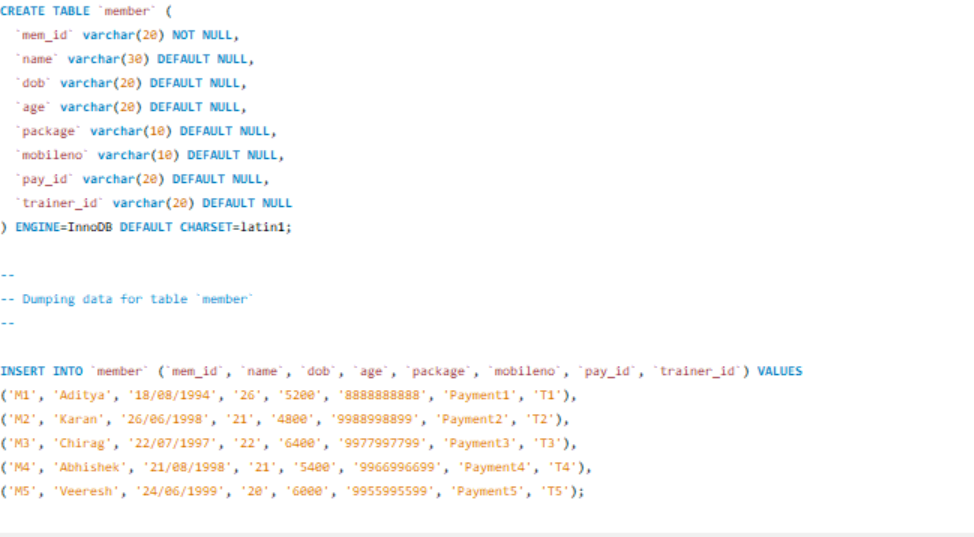 CREATE TABLE `member` (
`mem_id` varchar(20) NOT NULL,
`name` varchar(30) DEFAULT NULL,
`dob` varchar(20) DEFAULT NULL,
`age` varchar(20) DEFAULT NULL,
`package` varchar(10) DEFAULT NULL,
`mobileno` varchar(10) DEFAULT NULL,
`pay_id` varchar(20) DEFAULT NULL,
`trainer_id` varchar(20) DEFAULT NULL
) ENGINE=InnoDB DEFAULT CHARSET=latin1;
--
-- Dumping data for table `member`
--
INSERT INTO `member` (`mem_id`, `name`, `dob`, `age`, `package`, `mobileno`, `pay_id`, `trainer_id`) VALUES
('M1', 'Aditya', '18/08/1994', '26', '5200', '8888888888', 'Payment1', 'T1'),
('M2', 'Karan', '26/06/1998', '21', '4800', '9988998899', 'Payment2', 'T2'),
('M3', 'Chirag', '22/07/1997', '22', '6400', '9977997799', 'Payment3', 'T3'),
('M4', 'Abhishek', '21/08/1998', '21', '5400', '9966996699', 'Payment4', 'T4'),
('M5', 'Veeresh', '24/06/1999', '20', '6000', '9955995599', 'Payment5', 'T5');